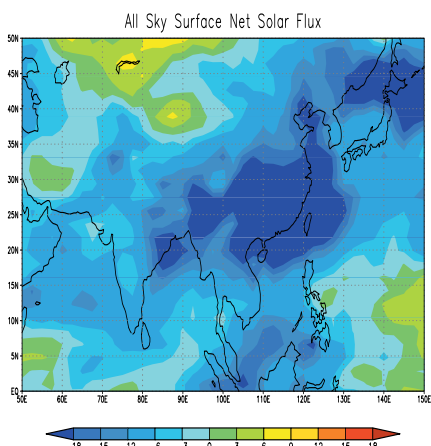 All Sky Surface Net Solar Flux
50N
45N
40N
35N
30N
25N
20N
15N
10N
5N
EQ
50E 60E 70E 80E 90E 100E 110E 120E 130E 140E 150E